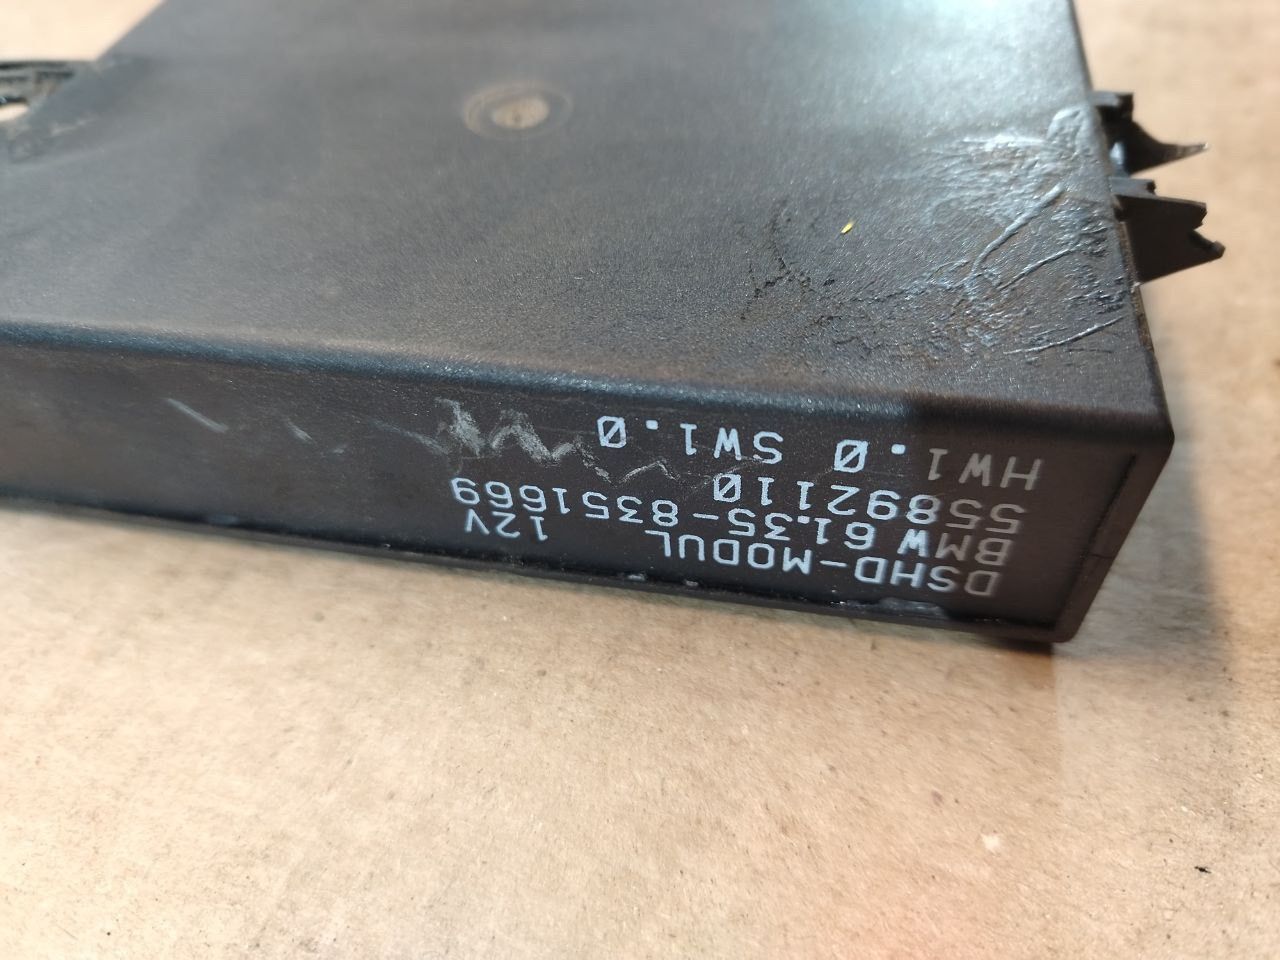 DSHD-MODUL 12V
BMW 61.35-8351669
55892110
HW1.0 SW1.0